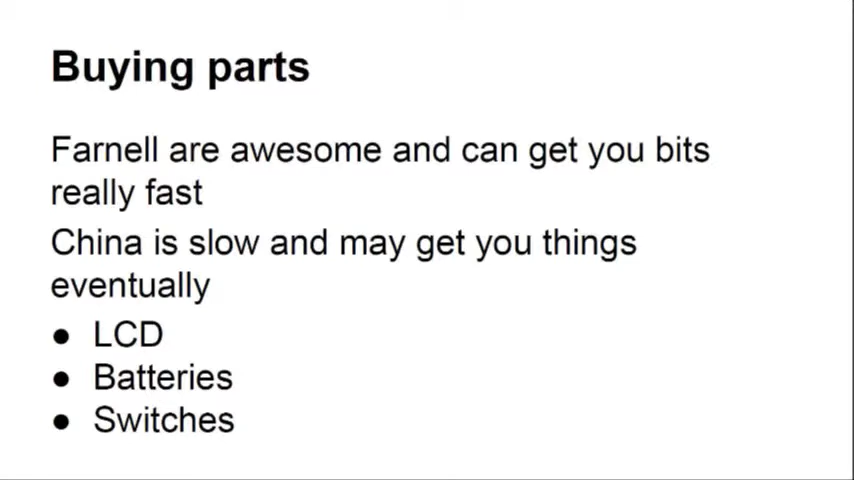 Buying parts
Farnell are awesome and can get you bits
really fast
China is slow and may get you things
eventually
● LCD
● Batteries
● Switches